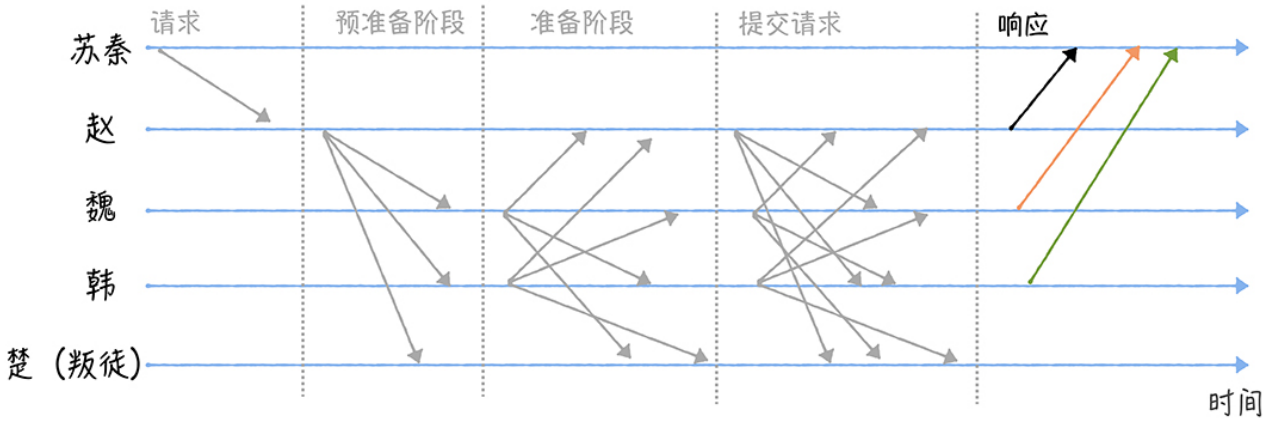 请求 预准备阶段 准备阶段 提交请求 响应
苏秦
赵
魏
韩
楚（叛徒）
时间